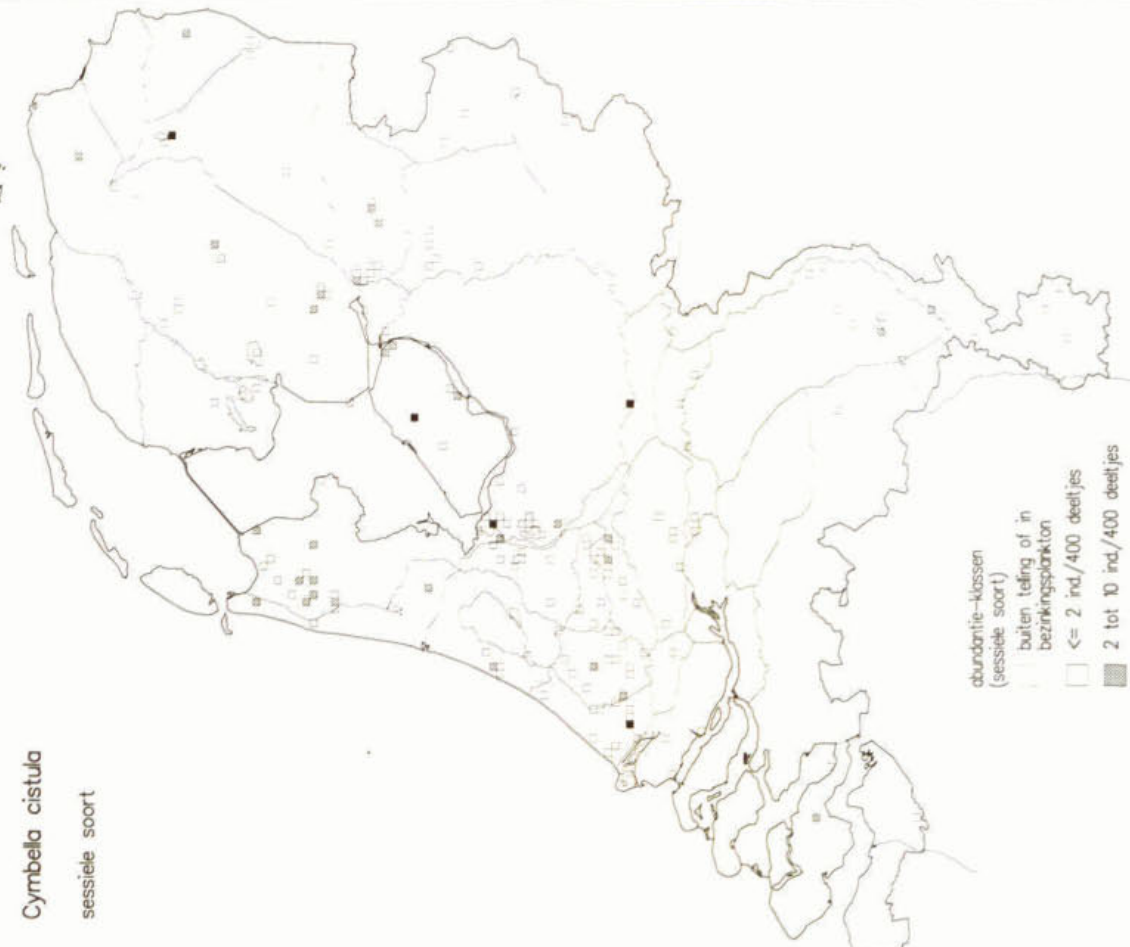 Cymbella cistula
sessiele soort
abundantie-klassen
(sessiele soort)
buiten telling of in
bezinkingsplankton
<= 2 ind./400 deeltjes
2 tot 10 ind./400 deeltjes